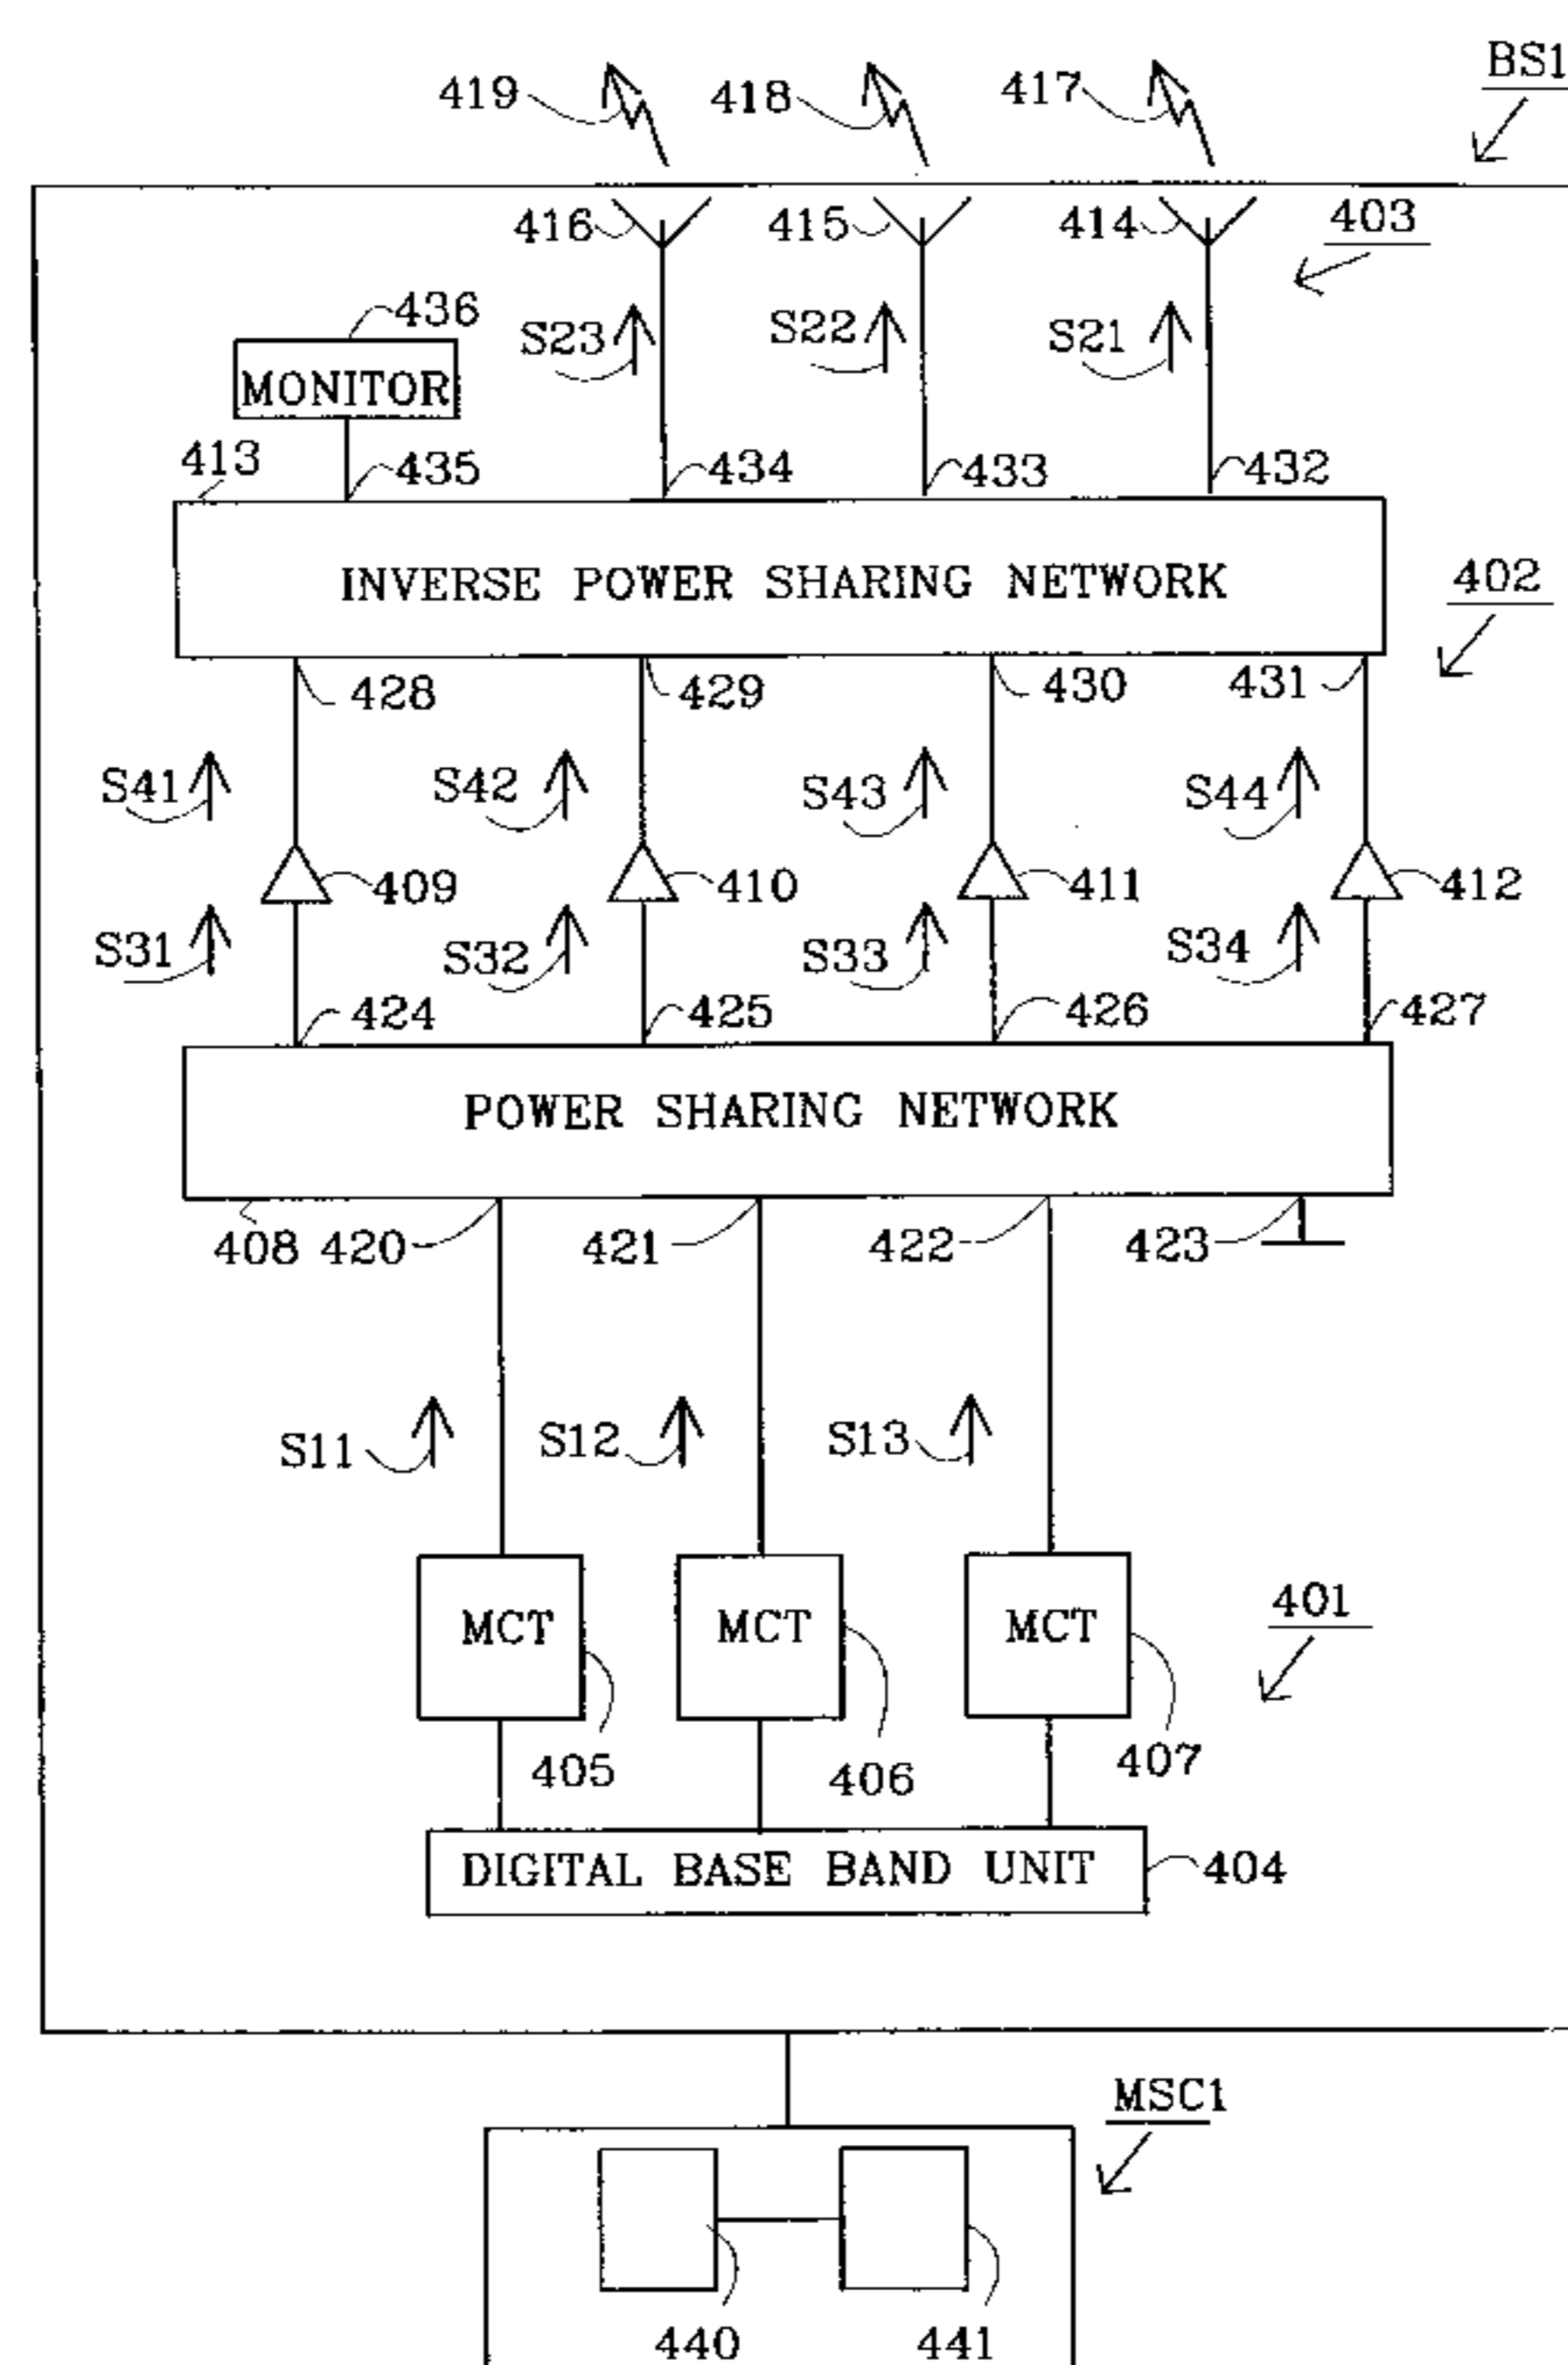 BS1
419 418 417
416 415 414 403
436
S23 S22 S21
MONITOR
413 435 434 433 432
INVERSE POWER SHARING NETWORK
402
428 429 430 431
S41 S42 S43 S44
409 410 411 412
S31 S32 S33 S34
424 425 426 427
POWER SHARING NETWORK
408 420 421 422 423
S11 S12 S13
MCT MCT MCT
401
405 406 407
DIGITAL BASE BAND UNIT 404
MSC1
440 441